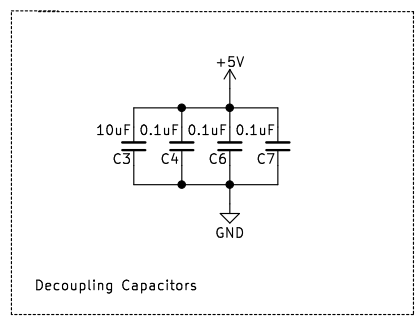 +5V
10uF 0.1uF 0.1uF 0.1uF
C3 C4 C6 C7
GND
Decoupling Capacitors